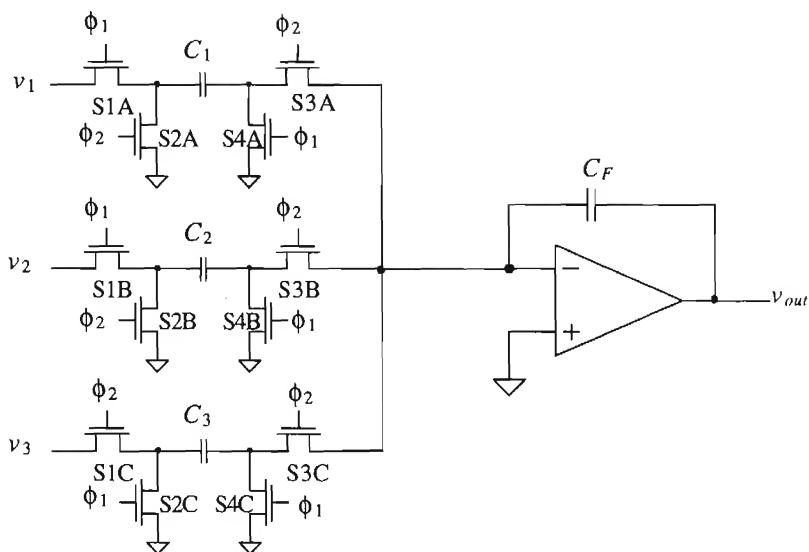 ϕ1 C1 ϕ2
v1 S1A S3A
ϕ2 S2A S4A ϕ1
CF
ϕ1 C2 ϕ2
v2 S1B S3B
ϕ2 S2B S4B ϕ1
− + vout
ϕ2 C3 ϕ2
v3 S1C S3C
ϕ1 S2C S4C ϕ1